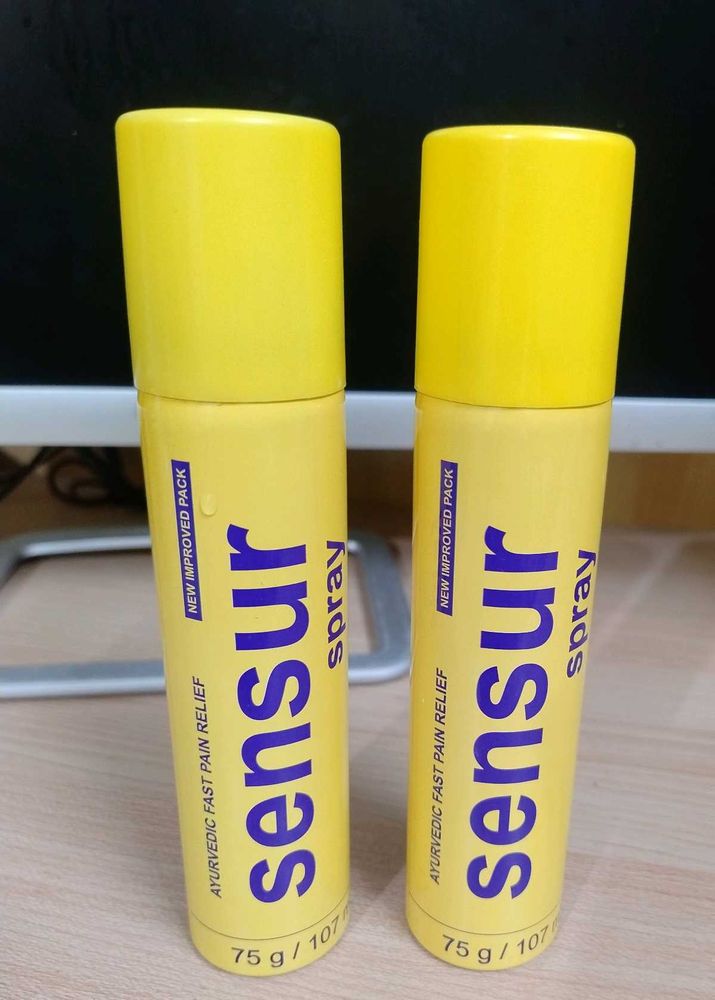 NEW IMPROVED PACK
AYURVEDIC FAST PAIN RELIEF
sensur
spray
75 g / 107
NEW IMPROVED PACK
AYURVEDIC FAST PAIN RELIEF
sensur
spray
75 g / 107